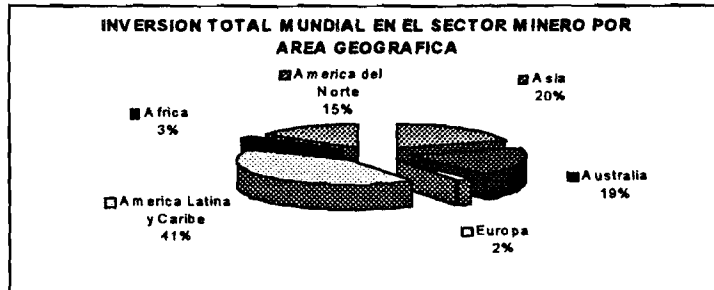 INVERSION TOTAL MUNDIAL EN EL SECTOR MINERO POR
AREA GEOGRAFICA
America del
Norte
15%
Asia
20%
Africa
3%
Australia
19%
America Latina
y Caribe
41%
Europa
2%